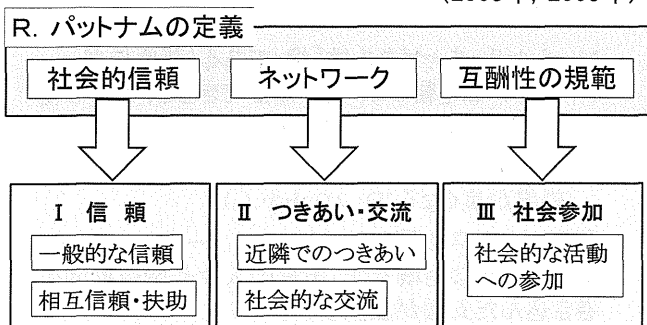 R. パットナムの定義
社会的信頼
ネットワーク
互酬性の規範
Ⅰ 信 頼
一般的な信頼
相互信頼・扶助
Ⅱ つきあい・交流
近隣でのつきあい
社会的な交流
Ⅲ 社会参加
社会的な活動
への参加